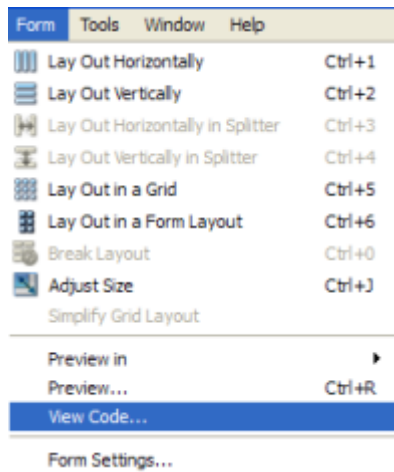 Form Tools Window Help
Lay Out Horizontally Ctrl+1
Lay Out Vertically Ctrl+2
Lay Out Horizontally in Splitter Ctrl+3
Lay Out Vertically in Splitter Ctrl+4
Lay Out in a Grid Ctrl+5
Lay Out in a Form Layout Ctrl+6
Break Layout Ctrl+0
Adjust Size Ctrl+J
Simplify Grid Layout
Preview in
Preview... Ctrl+R
View Code...
Form Settings...